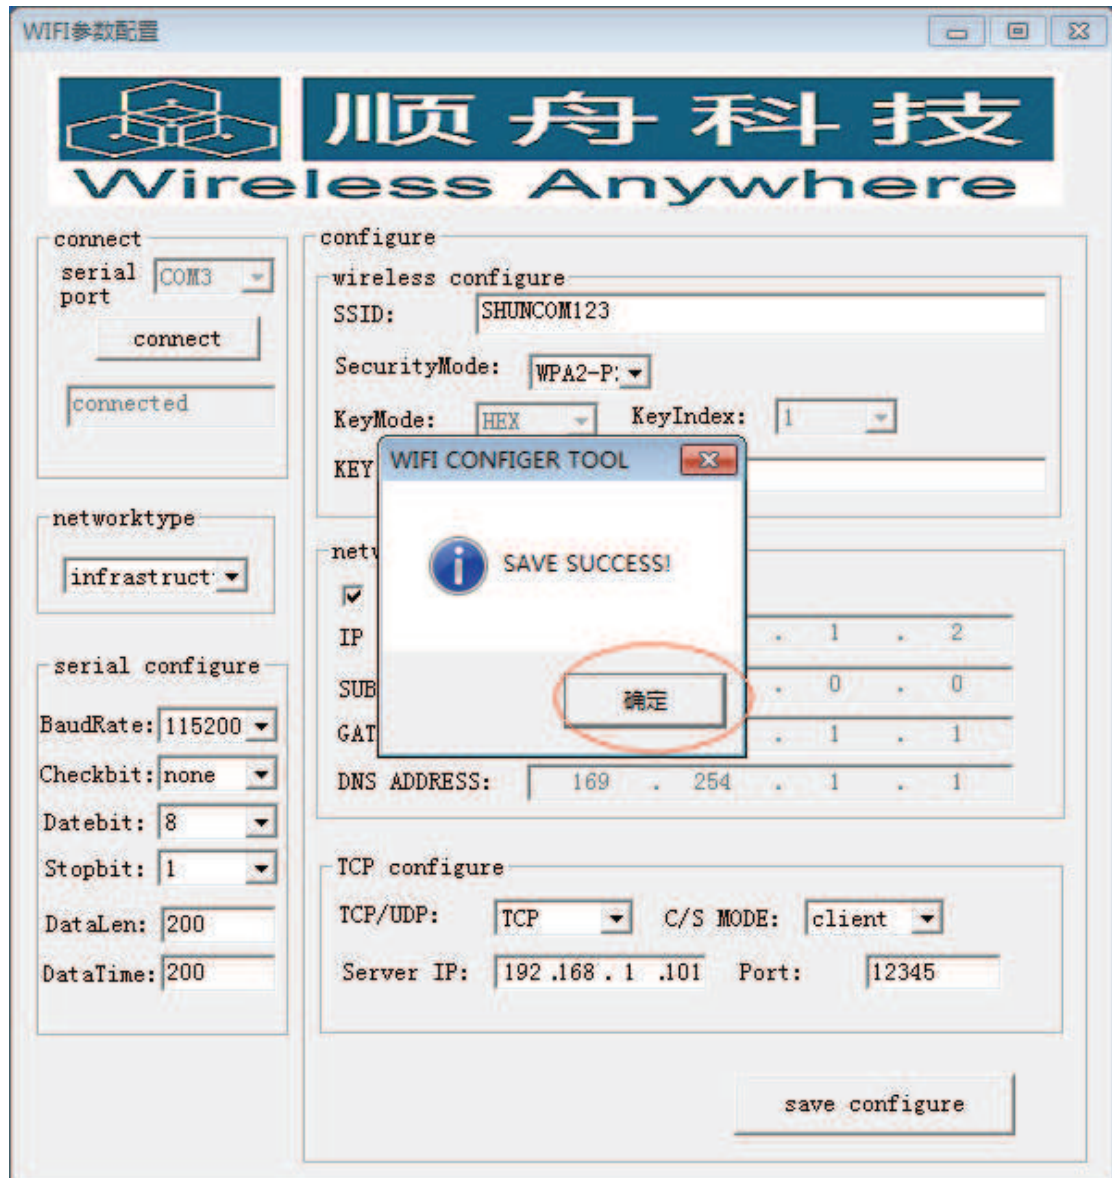 WIFI参数配置
顺舟科技
Wireless Anywhere
connect
serial port
COM3
connect
connected
networktype
infrastruct
serial configure
BaudRate: 115200
Checkbit: none
Datebit: 8
Stopbit: 1
DataLen: 200
DataTime: 200
configure
wireless configure
SSID: SHUNCOM123
SecurityMode: WPA2-P
KeyMode: HEX KeyIndex: 1
KEY
WIFI CONFIGER TOOL
SAVE SUCCESS!
确定
netw
IP . 1 . 2
SUB . 0 . 0
GAT . 1 . 1
DNS ADDRESS: 169 . 254 . 1 . 1
TCP configure
TCP/UDP: TCP C/S MODE: client
Server IP: 192 .168 . 1 .101 Port: 12345
save configure